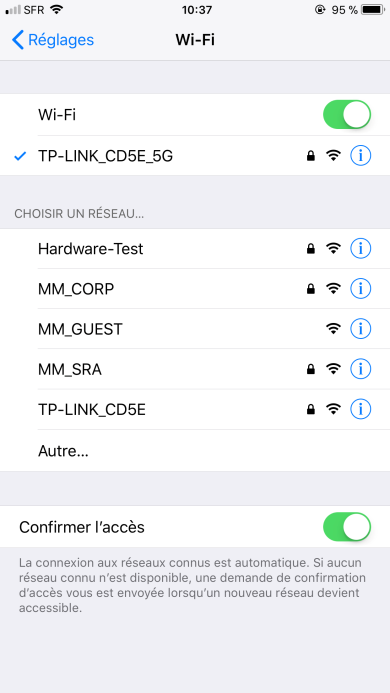 SFR 10:37 95 %
Réglages Wi-Fi
Wi-Fi
TP-LINK_CD5E_5G
CHOISIR UN RÉSEAU...
Hardware-Test
MM_CORP
MM_GUEST
MM_SRA
TP-LINK_CD5E
Autre...
Confirmer l’accès
La connexion aux réseaux connus est automatique. Si aucun
réseau connu n’est disponible, une demande de confirmation
d’accès vous est envoyée lorsqu’un nouveau réseau devient
accessible.